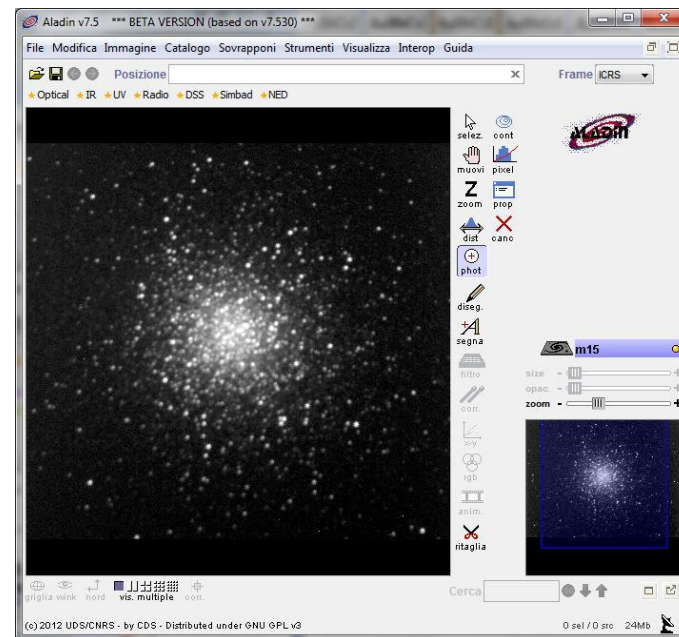 Aladin v7.5 *** BETA VERSION (based on v7.530) ***
File Modifica Immagine Catalogo Sovrapponi Strumenti Visualizza Interop Guida
Posizione Frame ICRS
Optical IR UV Radio DSS Simbad NED
ALADIN
selez. cont
muovi pixel
Z
zoom prop
dist canc
phot
diseg.
segna
filtro
corr.
x-y
rgb
anim.
ritaglia
m15
size - +
opac. - +
zoom - +
griglia wink nord vis. multiple corr.
Cerca
(c) 2012 UDS/CNRS - by CDS - Distributed under GNU GPL v3 0 sel / 0 src 24Mb